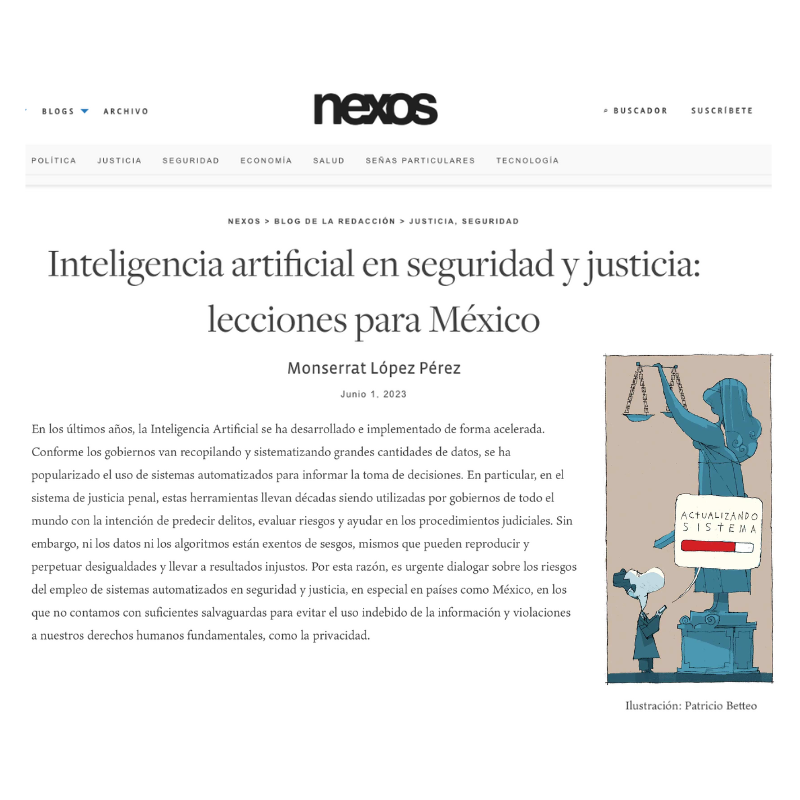 BLOGS ARCHIVO
nexos
BUSCADOR SUSCRÍBETE
POLÍTICA JUSTICIA SEGURIDAD ECONOMÍA SALUD SEÑAS PARTICULARES TECNOLOGÍA
NEXOS > BLOG DE LA REDACCIÓN > JUSTICIA, SEGURIDAD
Inteligencia artificial en seguridad y justicia:
lecciones para México
Monserrat López Pérez
Junio 1, 2023
En los últimos años, la Inteligencia Artificial se ha desarrollado e implementado de forma acelerada.
Conforme los gobiernos van recopilando y sistematizando grandes cantidades de datos, se ha
popularizado el uso de sistemas automatizados para informar la toma de decisiones. En particular, en el
sistema de justicia penal, estas herramientas llevan décadas siendo utilizadas por gobiernos de todo el
mundo con la intención de predecir delitos, evaluar riesgos y ayudar en los procedimientos judiciales. Sin
embargo, ni los datos ni los algoritmos están exentos de sesgos, mismos que pueden reproducir y
perpetuar desigualdades y llevar a resultados injustos. Por esta razón, es urgente dialogar sobre los riesgos
del empleo de sistemas automatizados en seguridad y justicia, en especial en países como México, en los
que no contamos con suficientes salvaguardas para evitar el uso indebido de la información y violaciones
a nuestros derechos humanos fundamentales, como la privacidad.
ACTUALIZANDO
SISTEMA
Ilustración: Patricio Betteo